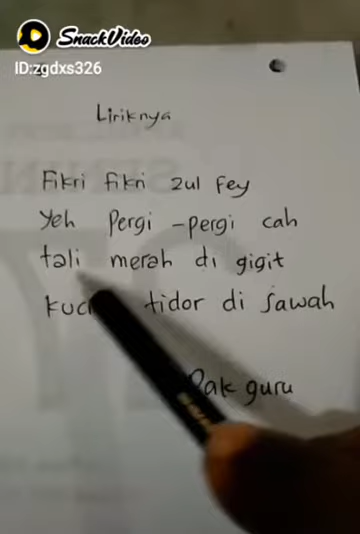 SnackVideo
ID:zgdxs326
Liriknya
Fikri fikri zul fey
Yeh Pergi -pergi cah
tali merah di gigit
tidor di sawah
Pak guru